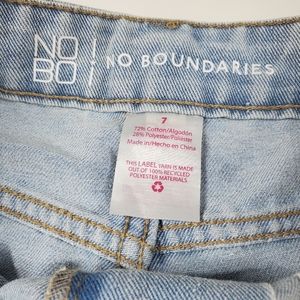 NO
BO
NO BOUNDARIES
7
72% Cotton/Algodón
28% Polyester/Poliéster
Made in/Hecho en China
This LABEL YARN IS MADE
OUT OF 100% RECYCLED
POLYESTER MATERIALS